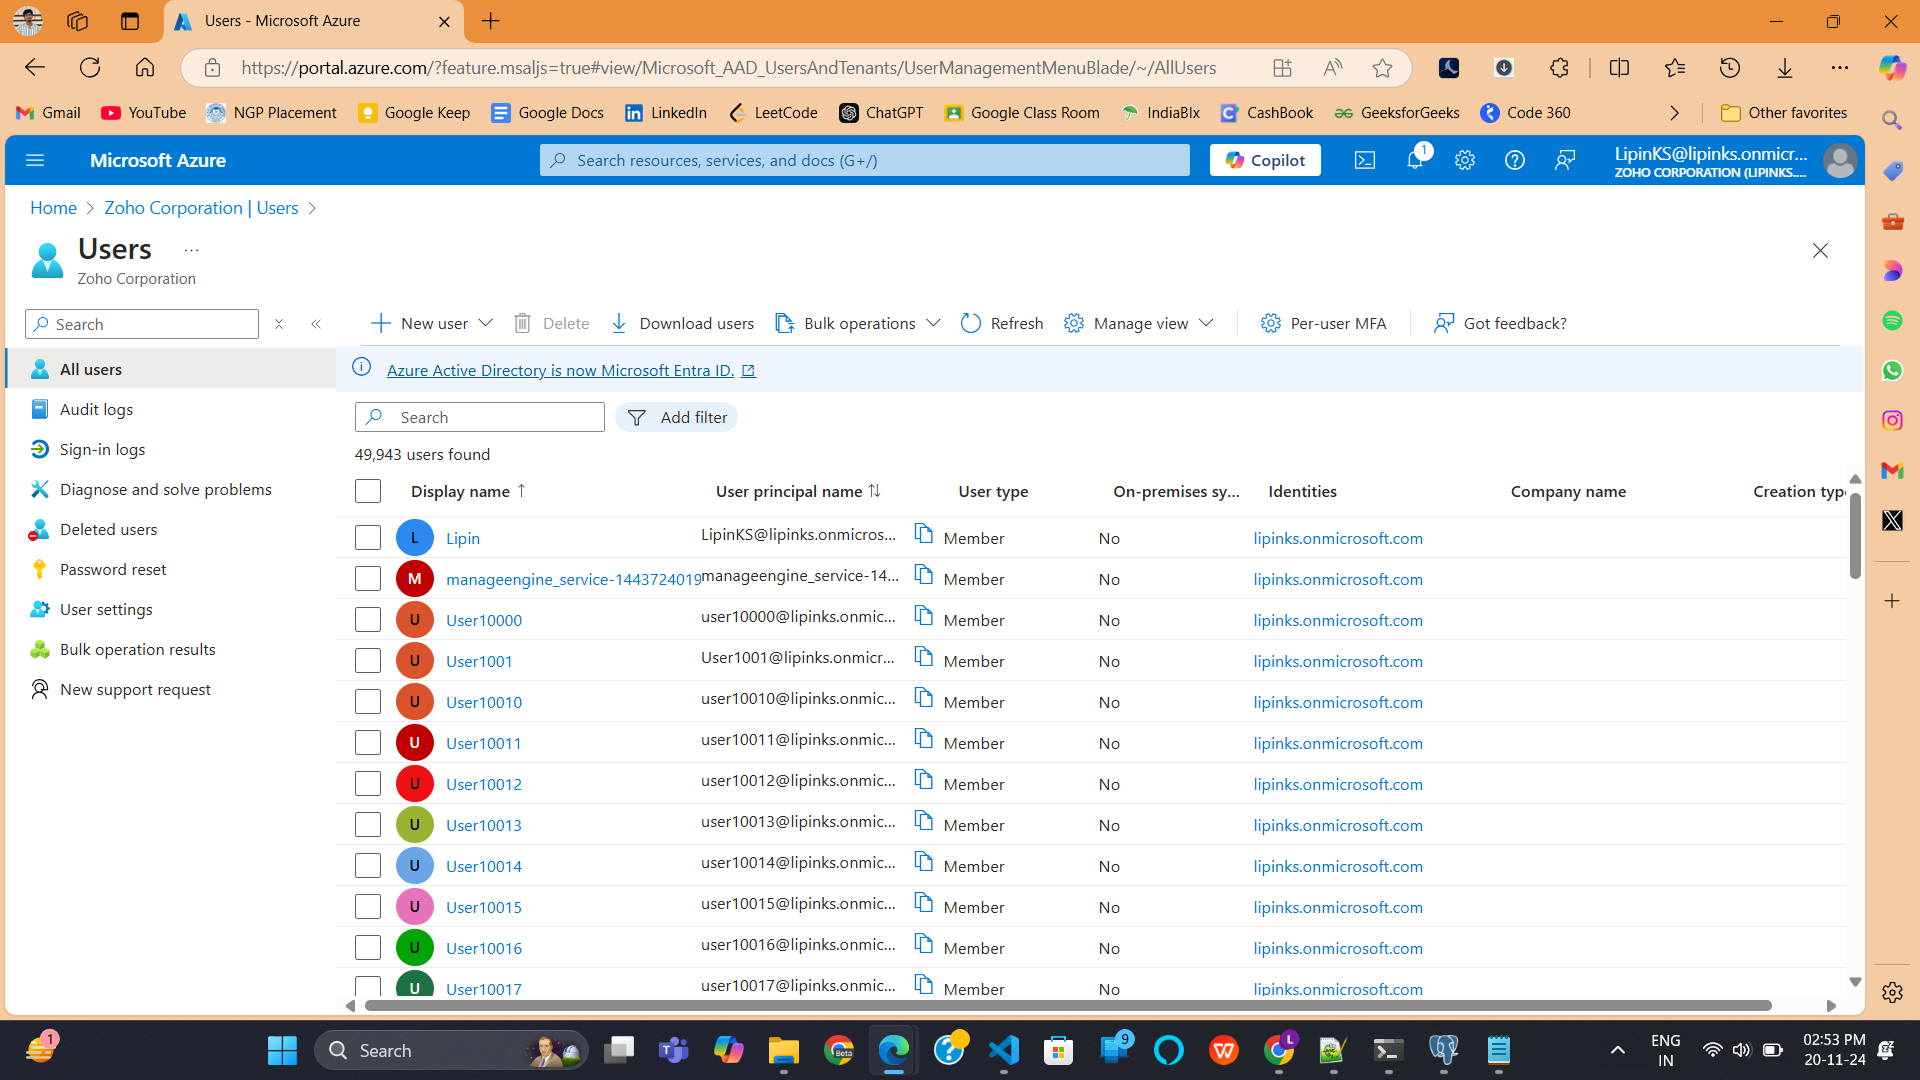 Users - Microsoft Azure
https://portal.azure.com/?feature.msaljs=true#view/Microsoft_AAD_UsersAndTenants/UserManagementMenuBlade/~/AllUsers
Gmail YouTube NGP Placement Google Keep Google Docs LinkedIn LeetCode ChatGPT Google Class Room IndiaBIx CashBook GeeksforGeeks Code 360 Other favorites
Microsoft Azure Search resources, services, and docs (G+/) Copilot 1 LipinKS@lipinks.onmicr...
ZOHO CORPORATION (LIPINKS....
Home > Zoho Corporation | Users >
Users ...
Zoho Corporation
Search
New user Delete Download users Bulk operations Refresh Manage view Per-user MFA Got feedback?
All users
Audit logs
Sign-in logs
Diagnose and solve problems
Deleted users
Password reset
User settings
Bulk operation results
New support request
Azure Active Directory is now Microsoft Entra ID.
Search Add filter
49,943 users found
Display name ↑ User principal name ↑↓ User type On-premises sy... Identities Company name Creation typ
L Lipin LipinKS@lipinks.onmicros... Member No lipinks.onmicrosoft.com
M manageengine_service-1443724019 manageengine_service-14... Member No lipinks.onmicrosoft.com
U User10000 user10000@lipinks.onmic... Member No lipinks.onmicrosoft.com
U User1001 User1001@lipinks.onmicr... Member No lipinks.onmicrosoft.com
U User10010 user10010@lipinks.onmic... Member No lipinks.onmicrosoft.com
U User10011 user10011@lipinks.onmic... Member No lipinks.onmicrosoft.com
U User10012 user10012@lipinks.onmic... Member No lipinks.onmicrosoft.com
U User10013 user10013@lipinks.onmic... Member No lipinks.onmicrosoft.com
U User10014 user10014@lipinks.onmic... Member No lipinks.onmicrosoft.com
U User10015 user10015@lipinks.onmic... Member No lipinks.onmicrosoft.com
U User10016 user10016@lipinks.onmic... Member No lipinks.onmicrosoft.com
U User10017 user10017@lipinks.onmic... Member No lipinks.onmicrosoft.com
1 Search Beta 9 L ENG 02:53 PM
IN 20-11-24